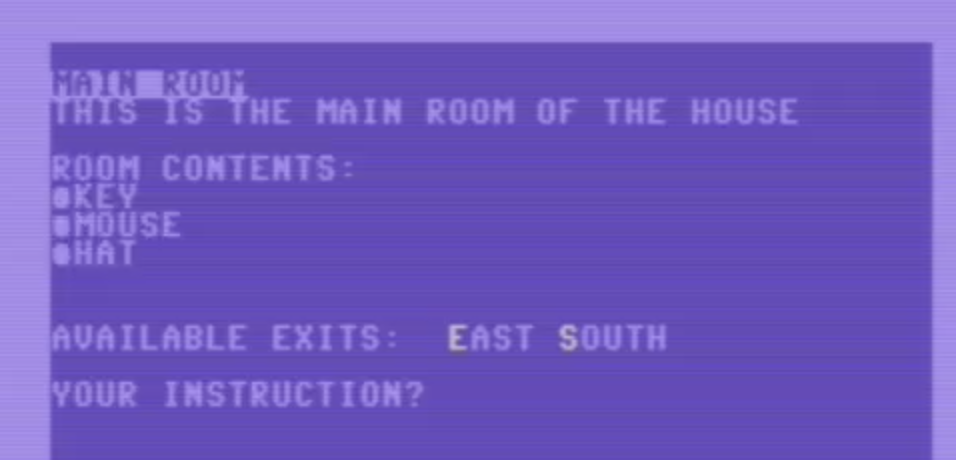 MAIN ROOM
THIS IS THE MAIN ROOM OF THE HOUSE
ROOM CONTENTS:
●KEY
●MOUSE
●HAT
AVAILABLE EXITS: EAST SOUTH
YOUR INSTRUCTION?